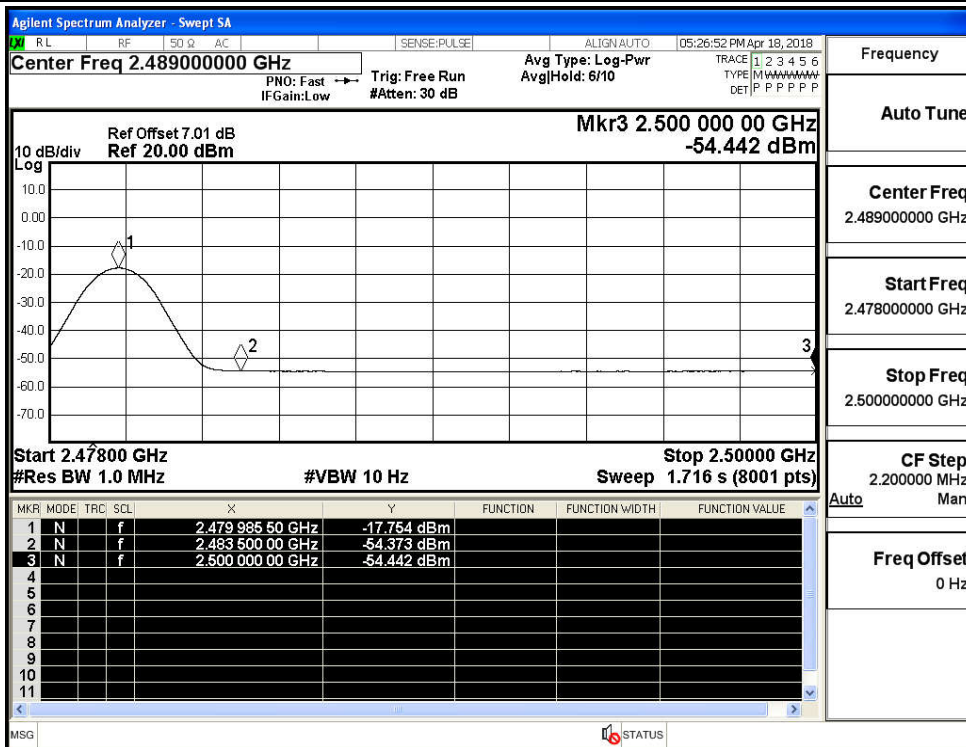 Agilent Spectrum Analyzer - Swept SA
LXI RL RF 50 Ω AC SENSE:PULSE ALIGN AUTO 05:26:52 PM Apr 18, 2018
Center Freq 2.489000000 GHz
PNO: Fast
IFGain:Low
Trig: Free Run
#Atten: 30 dB
Avg Type: Log-Pwr
Avg|Hold: 6/10
TRACE 1 2 3 4 5 6
TYPE M W W W W W
DET P P P P P P
Ref Offset 7.01 dB
10 dB/div Ref 20.00 dBm
Log
Mkr3 2.500 000 00 GHz
-54.442 dBm
10.0
0.00
-10.0
-20.0
-30.0
-40.0
-50.0
-60.0
-70.0
1
2
3
Start 2.47800 GHz Stop 2.50000 GHz
#Res BW 1.0 MHz #VBW 10 Hz Sweep 1.716 s (8001 pts)
MKR MODE TRC SCL X Y FUNCTION FUNCTION WIDTH FUNCTION VALUE
1 N f 2.479 985 50 GHz -17.754 dBm
2 N f 2.483 500 00 GHz -54.373 dBm
3 N f 2.500 000 00 GHz -54.442 dBm
4
5
6
7
8
9
10
11
MSG STATUS
Frequency
Auto Tune
Center Freq
2.489000000 GHz
Start Freq
2.478000000 GHz
Stop Freq
2.500000000 GHz
CF Step
2.200000 MHz
Auto Man
Freq Offset
0 Hz